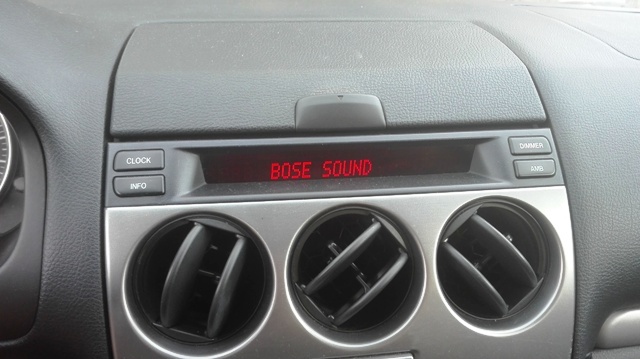 CLOCK
BOSE SOUND
DIMMER
INFO
AMB